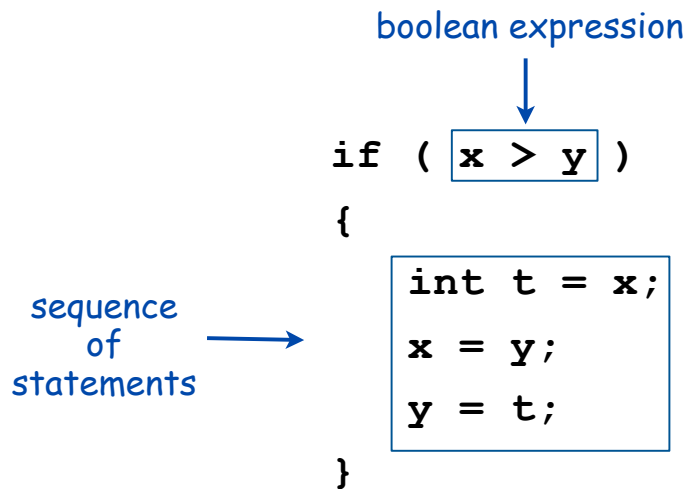 boolean expression
if ( x > y )
{
int t = x;
sequence
of
statements
x = y;
y = t;
}